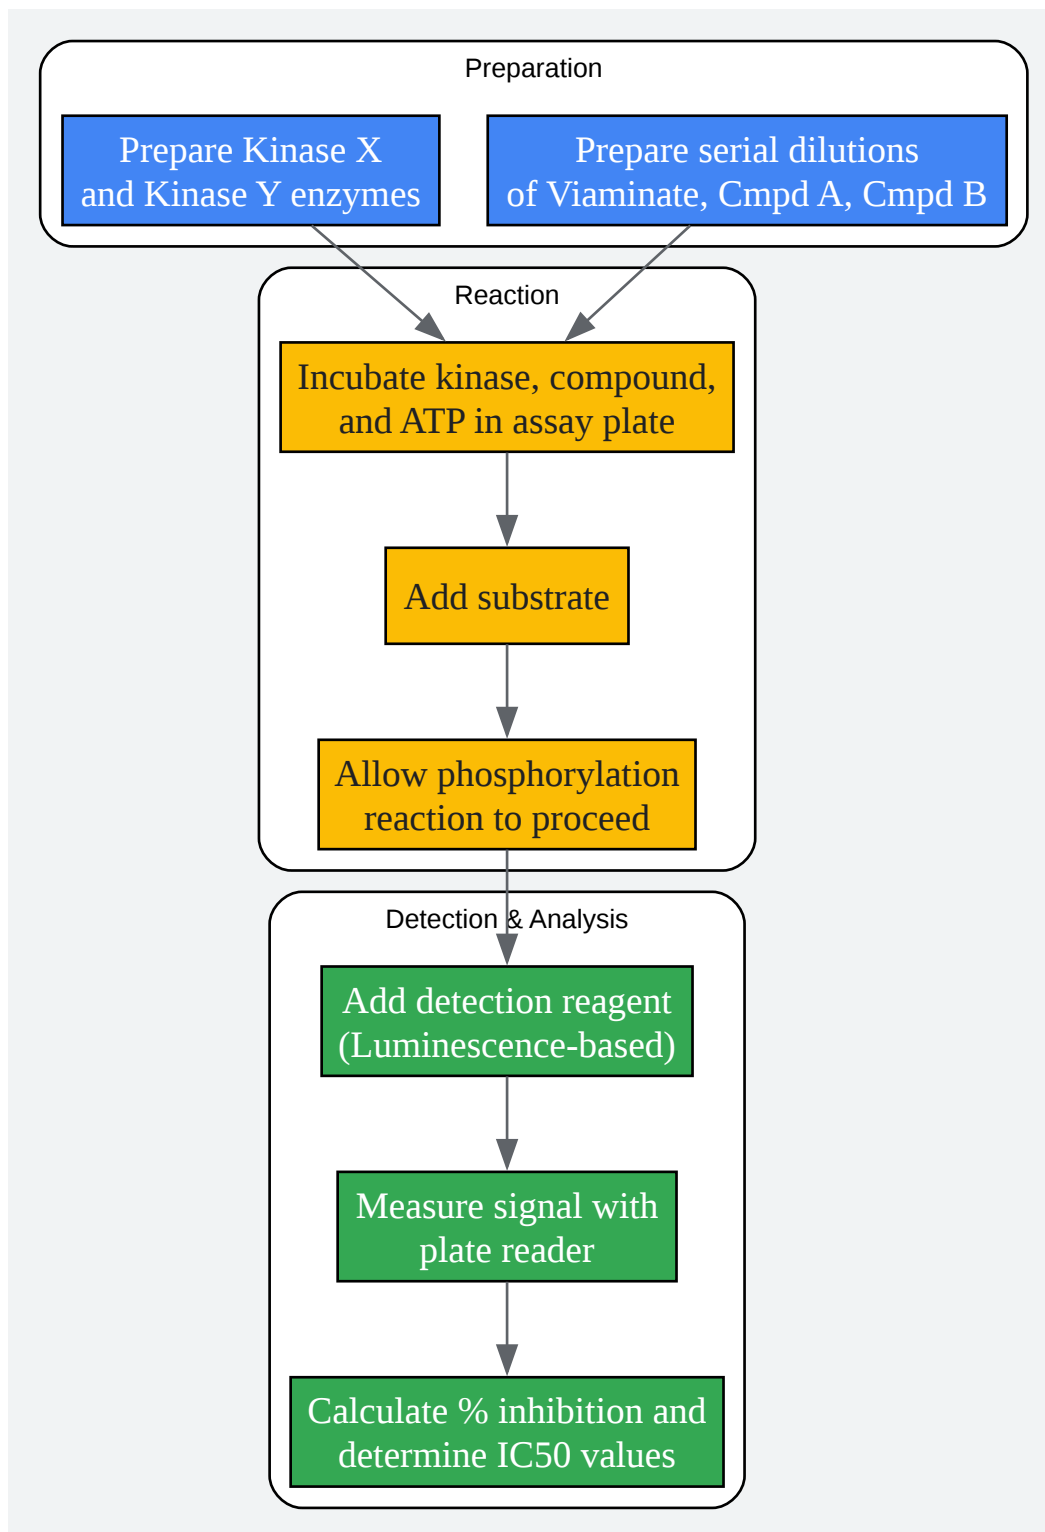 Preparation
Prepare Kinase X
and Kinase Y enzymes
Prepare serial dilutions
of Viaminate, Cmpd A, Cmpd B
Reaction
Incubate kinase, compound,
and ATP in assay plate
Add substrate
Allow phosphorylation
reaction to proceed
Detection & Analysis
Add detection reagent
(Luminescence-based)
Measure signal with
plate reader
Calculate % inhibition and
determine IC50 values